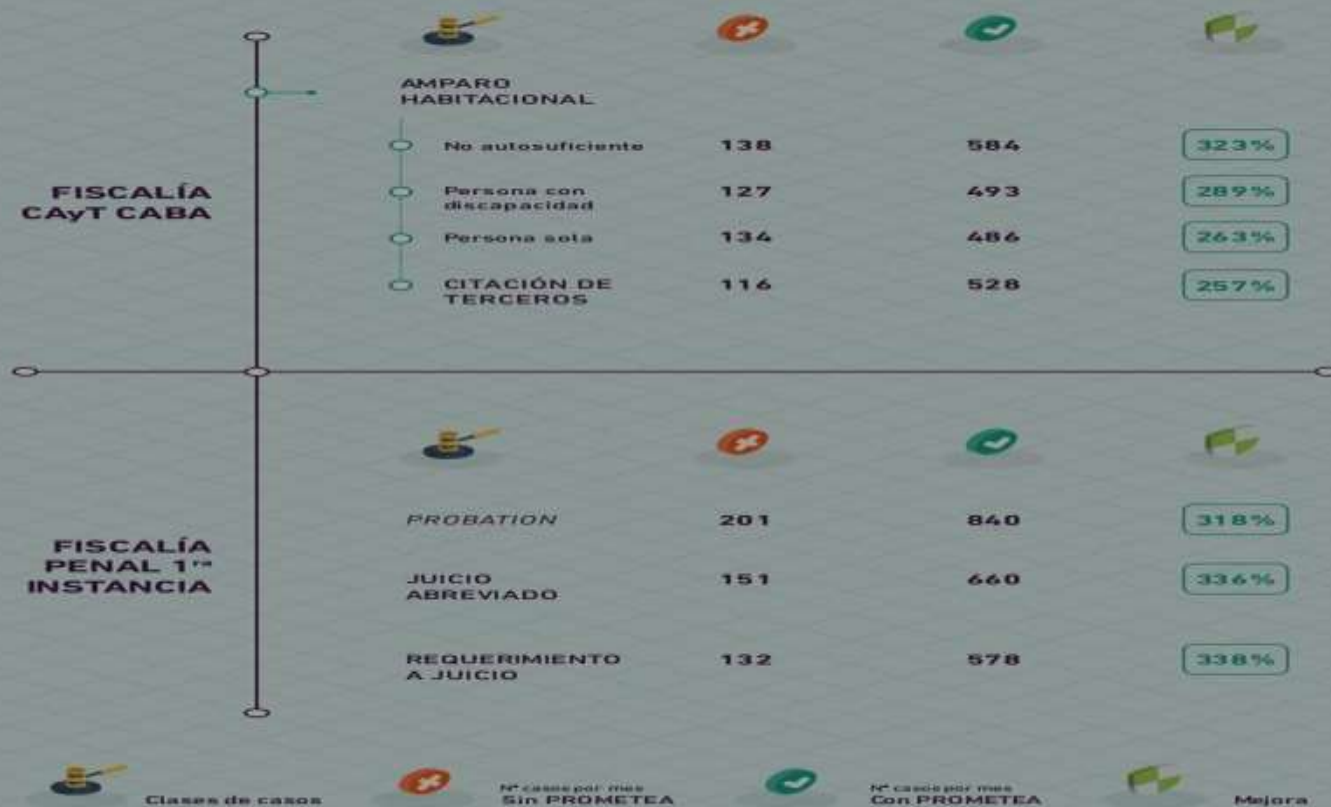 AMPARO
HABITACIONAL
FISCALÍA
CAyT CABA
No autosuficiente 138 584 323%
Persona con
discapacidad 127 493 289%
Persona sola 134 486 263%
CITACIÓN DE
TERCEROS 116 528 257%
FISCALÍA
PENAL 1ra
INSTANCIA
PROBATION 201 840 318%
JUICIO
ABREVIADO 151 660 336%
REQUERIMIENTO
A JUICIO 132 578 338%
Clases de casos
Nº casos por mes
Sin PROMETEA
Nº casos por mes
Con PROMETEA
Mejora